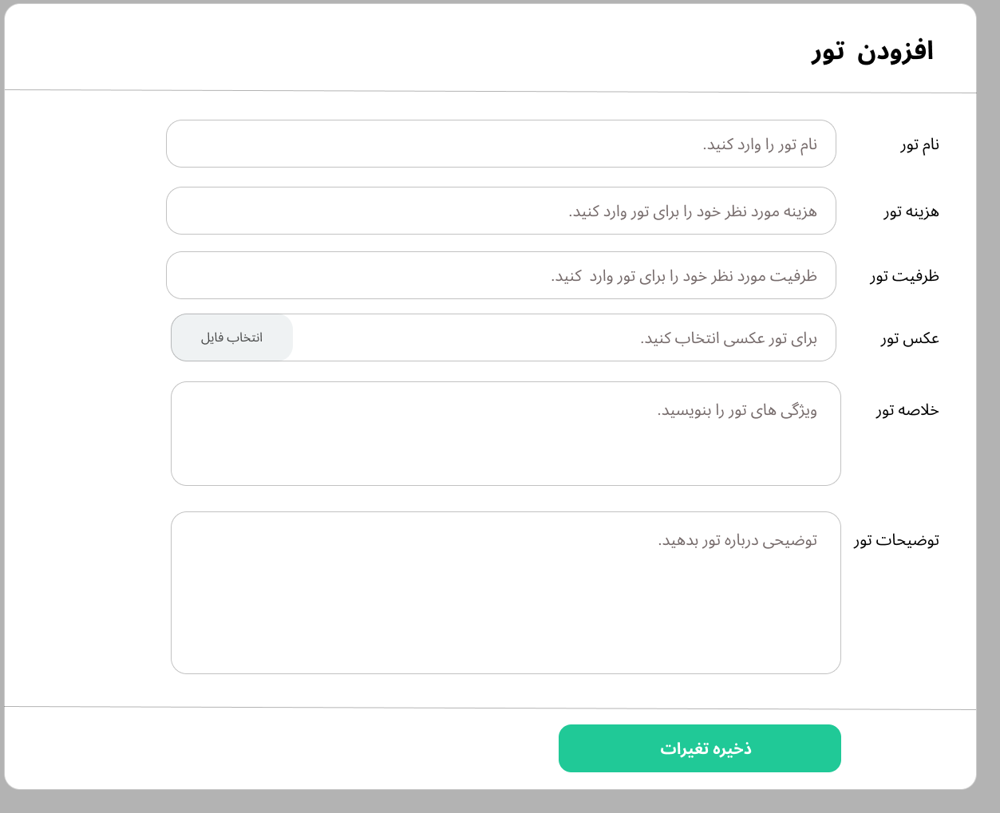 افزودن تور
نام تور
نام تور را وارد کنید.
هزینه تور
هزینه مورد نظر خود را برای تور وارد کنید.
ظرفیت تور
ظرفیت مورد نظر خود را برای تور وارد کنید.
عکس تور
برای تور عکسی انتخاب کنید.
انتخاب فایل
خلاصه تور
ویژگی های تور را بنویسید.
توضیحات تور
توضیحی درباره تور بدهید.
ذخیره تغیرات